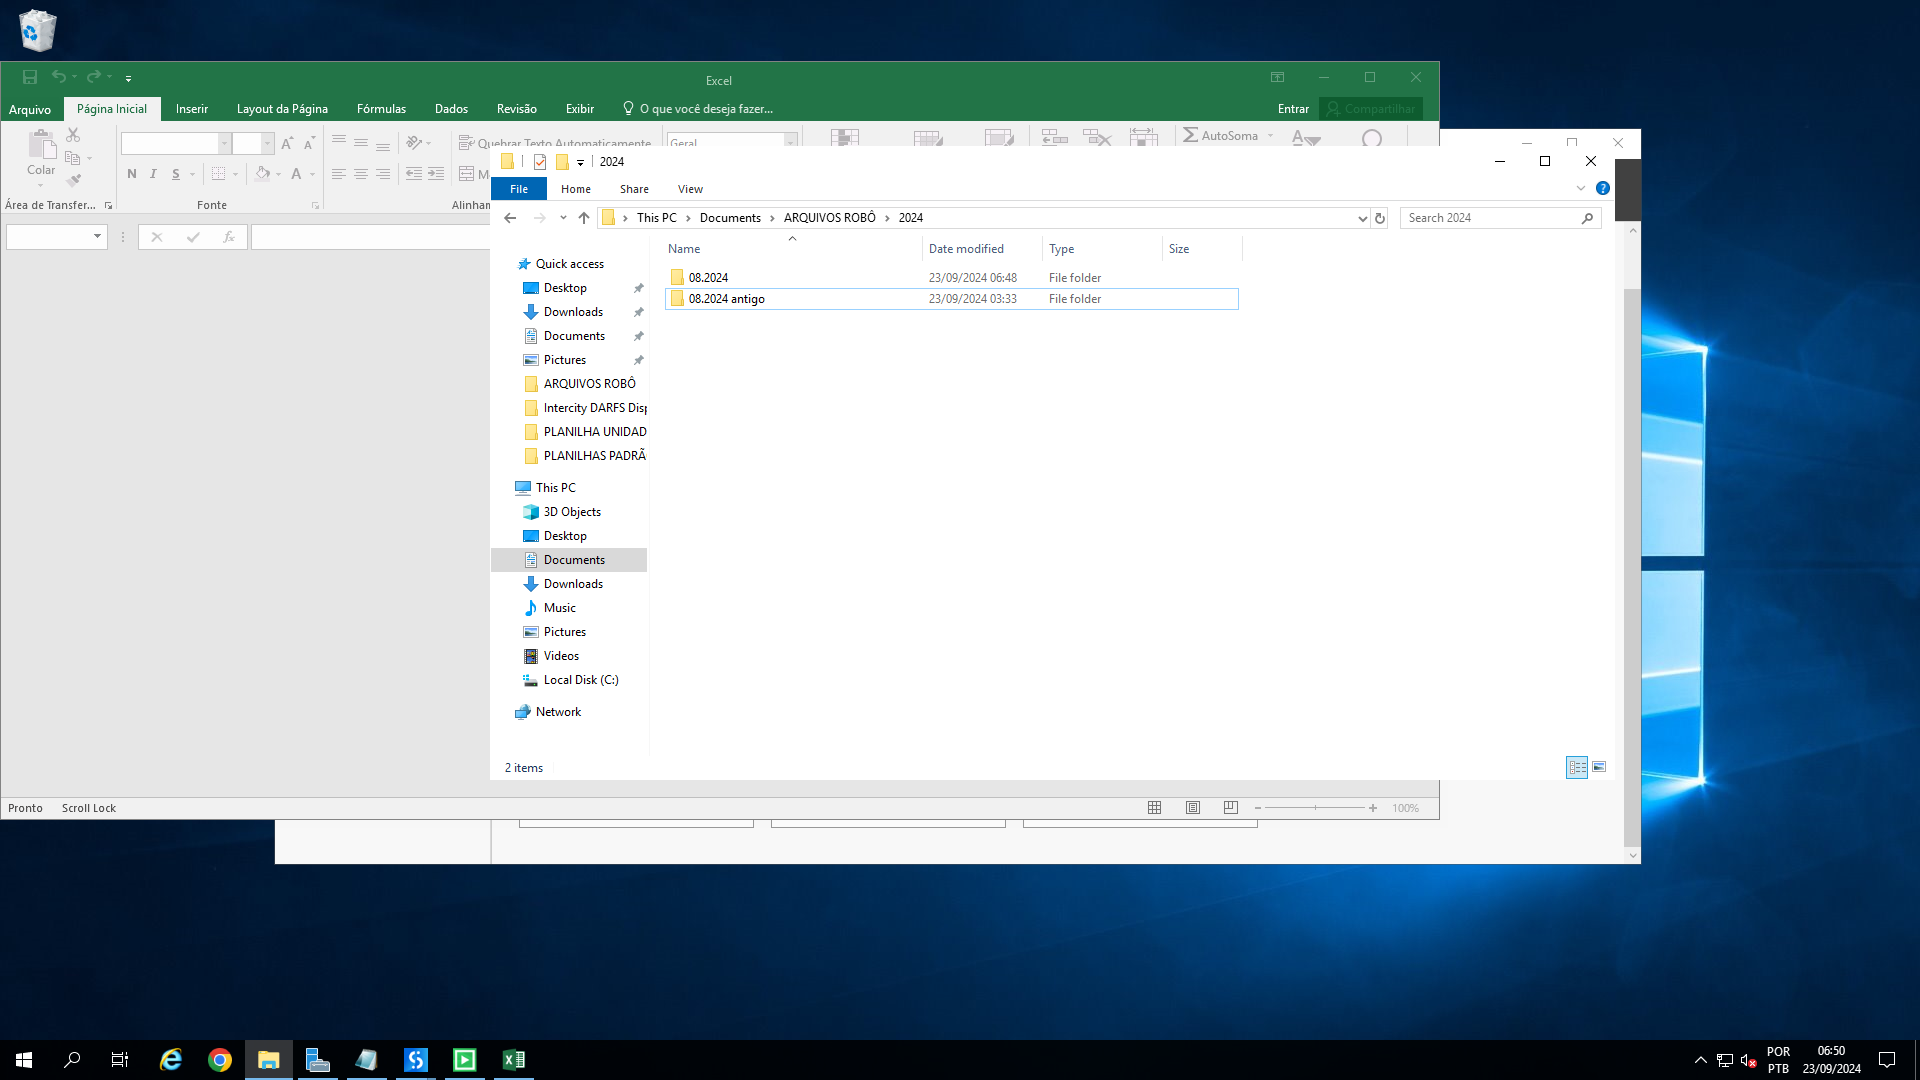 Excel
Arquivo
Página Inicial
Inserir
Layout da Página
Fórmulas
Dados
Revisão
Exibir
O que você deseja fazer...
Entrar
Compartilhar
Colar
Quebrar Texto Automaticamente
Geral
AutoSoma
N I S
Área de Transfer...
Fonte
Alinham
fx
2024
File
Home
Share
View
This PC > Documents > ARQUIVOS ROBÔ > 2024
Search 2024
Name
Date modified
Type
Size
08.2024
23/09/2024 06:48
File folder
08.2024 antigo
23/09/2024 03:33
File folder
Quick access
Desktop
Downloads
Documents
Pictures
ARQUIVOS ROBÔ
Intercity DARFS Disp
PLANILHA UNIDAD
PLANILHAS PADRÃ
This PC
3D Objects
Desktop
Documents
Downloads
Music
Pictures
Videos
Local Disk (C:)
Network
2 items
Pronto
Scroll Lock
100%
POR
PTB
06:50
23/09/2024